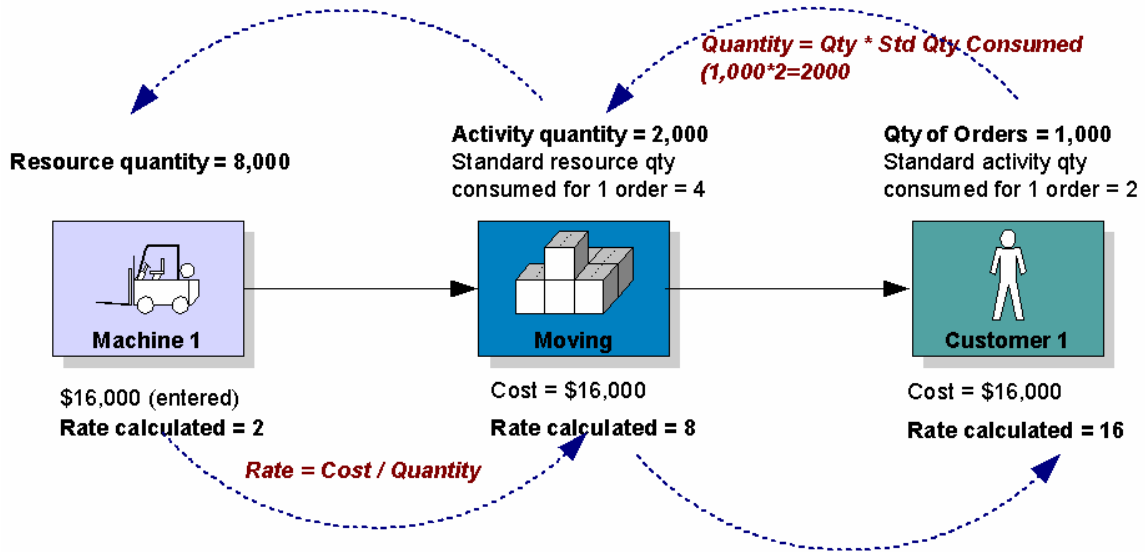 Quantity = Qty * Std Qty Consumed
(1,000*2=2000
Resource quantity = 8,000
Activity quantity = 2,000
Standard resource qty
consumed for 1 order = 4
Qty of Orders = 1,000
Standard activity qty
consumed for 1 order = 2
Machine 1
Moving
Customer 1
$16,000 (entered)
Rate calculated = 2
Cost = $16,000
Rate calculated = 8
Cost = $16,000
Rate calculated = 16
Rate = Cost / Quantity